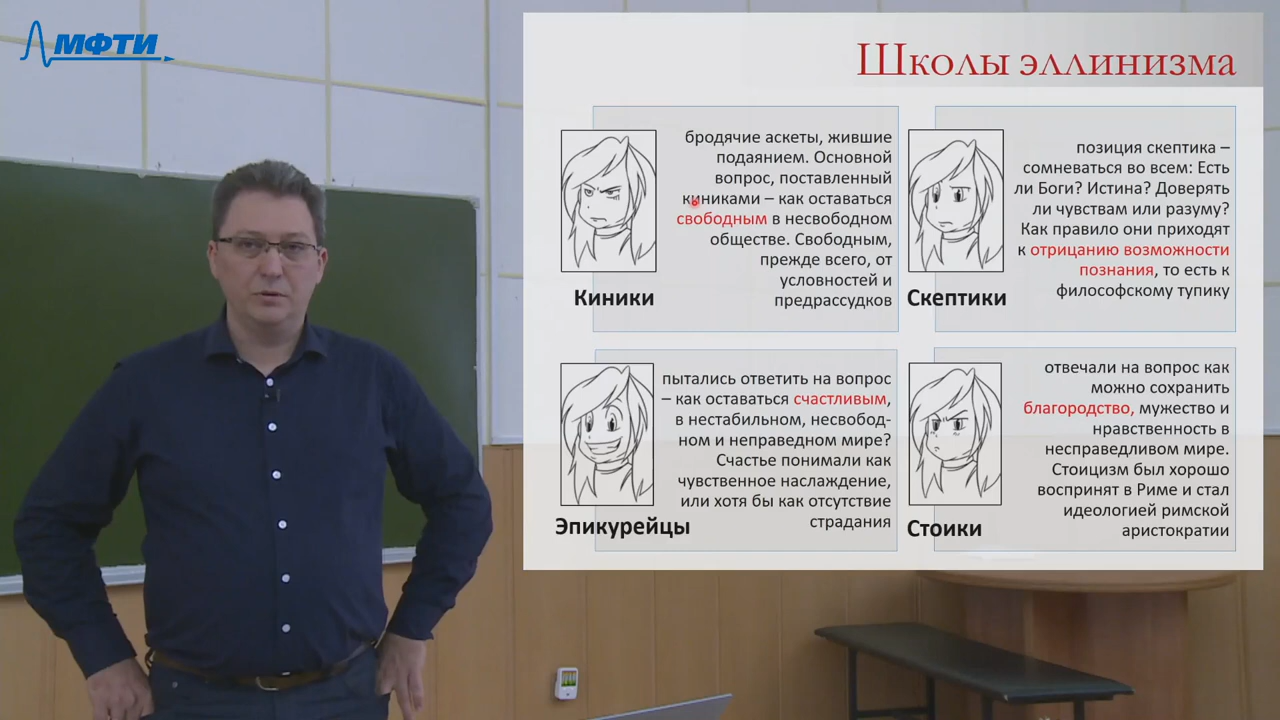 МФТИ
Школы эллинизма
бродячие аскеты, жившие
подаянием. Основной
вопрос, поставленный
киниками – как оставаться
свободным в несвободном
обществе. Свободным,
прежде всего, от
условностей и
предрассудков
Киники
позиция скептика –
сомневаться во всем: Есть
ли Боги? Истина? Доверять
ли чувствам или разуму?
Как правило они приходят
к отрицанию возможности
познания, то есть к
философскому тупику
Скептики
пытались ответить на вопрос
– как оставаться счастливым,
в нестабильном, несвобод-
ном и неправедном мире?
Счастье понимали как
чувственное наслаждение,
или хотя бы как отсутствие
страдания
Эпикурейцы
отвечали на вопрос как
можно сохранить
благородство, мужество и
нравственность в
несправедливом мире.
Стоицизм был хорошо
воспринят в Риме и стал
идеологией римской
аристократии
Стоики